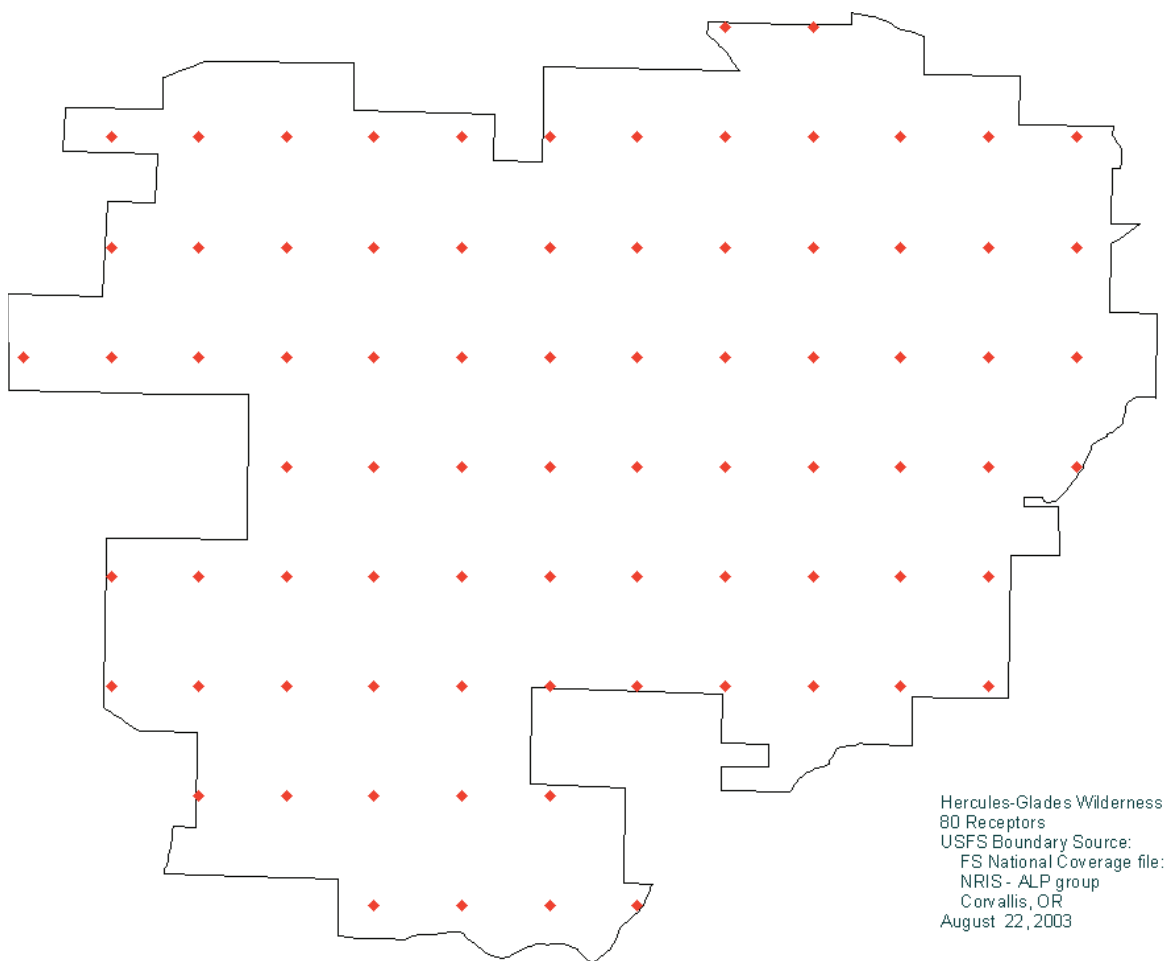 Hercules-Glades Wilderness
80 Receptors
USFS Boundary Source:
FS National Coverage file:
NRIS - ALP group
Corvallis, OR
August 22, 2003